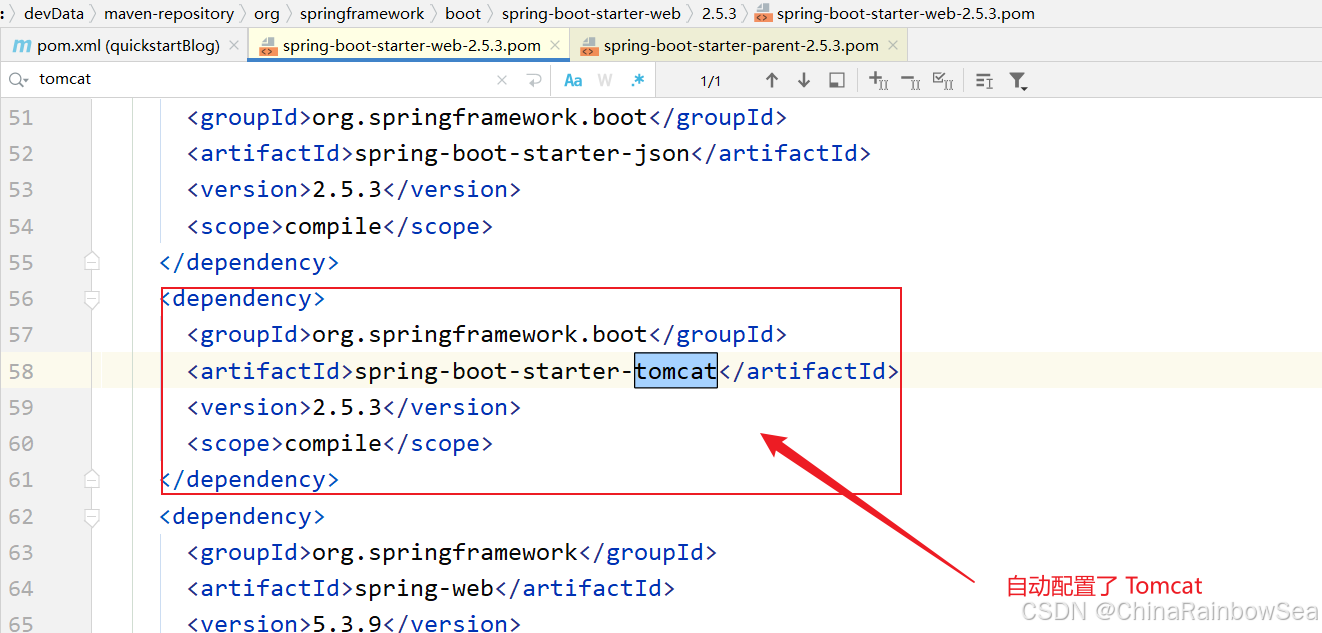 : devData maven-repository org springframework boot spring-boot-starter-web 2.5.3 spring-boot-starter-web-2.5.3.pom
m pom.xml (quickstartBlog) × spring-boot-starter-web-2.5.3.pom × spring-boot-starter-parent-2.5.3.pom ×
tomcat × Aa W .* 1/1
51 <groupId>org.springframework.boot</groupId>
52 <artifactId>spring-boot-starter-json</artifactId>
53 <version>2.5.3</version>
54 <scope>compile</scope>
55 </dependency>
56 <dependency>
57 <groupId>org.springframework.boot</groupId>
58 <artifactId>spring-boot-starter-tomcat</artifactId>
59 <version>2.5.3</version>
60 <scope>compile</scope>
61 </dependency>
62 <dependency>
63 <groupId>org.springframework</groupId>
64 <artifactId>spring-web</artifactId>
自动配置了 Tomcat
65 <version>5.3.9</version>
CSDN @ChinaRainbowSea